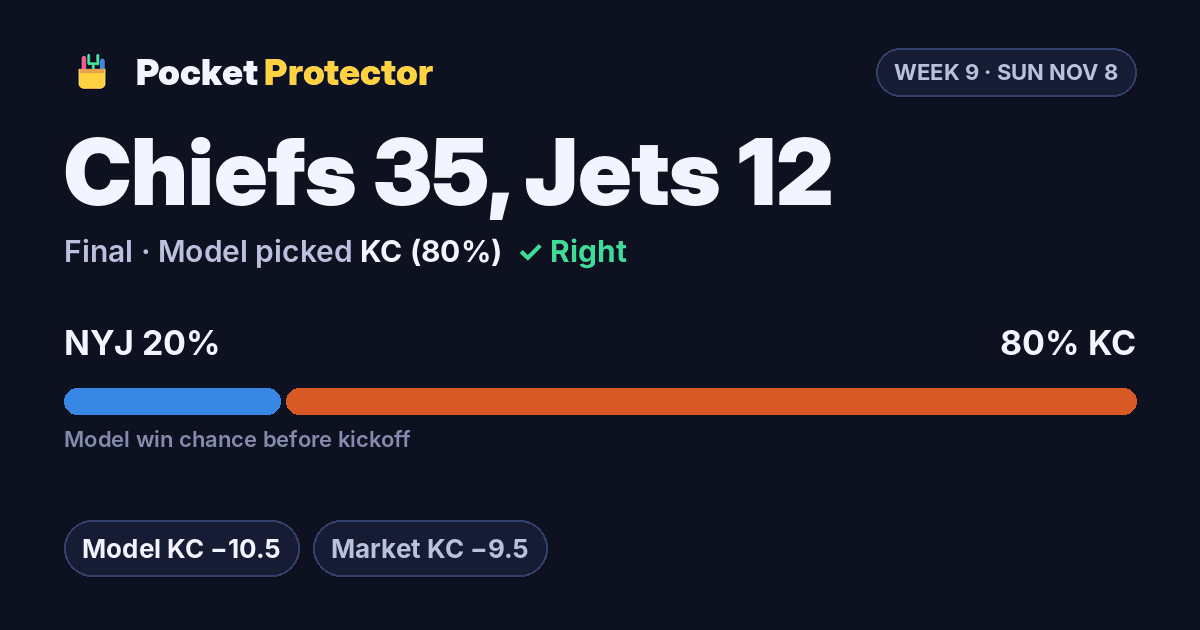 Pocket Protector
WEEK 9 · SUN NOV 8
Chiefs 35, Jets 12
Final · Model picked KC (80%) ✓ Right
NYJ 20%
80% KC
Model win chance before kickoff
Model KC −10.5
Market KC −9.5